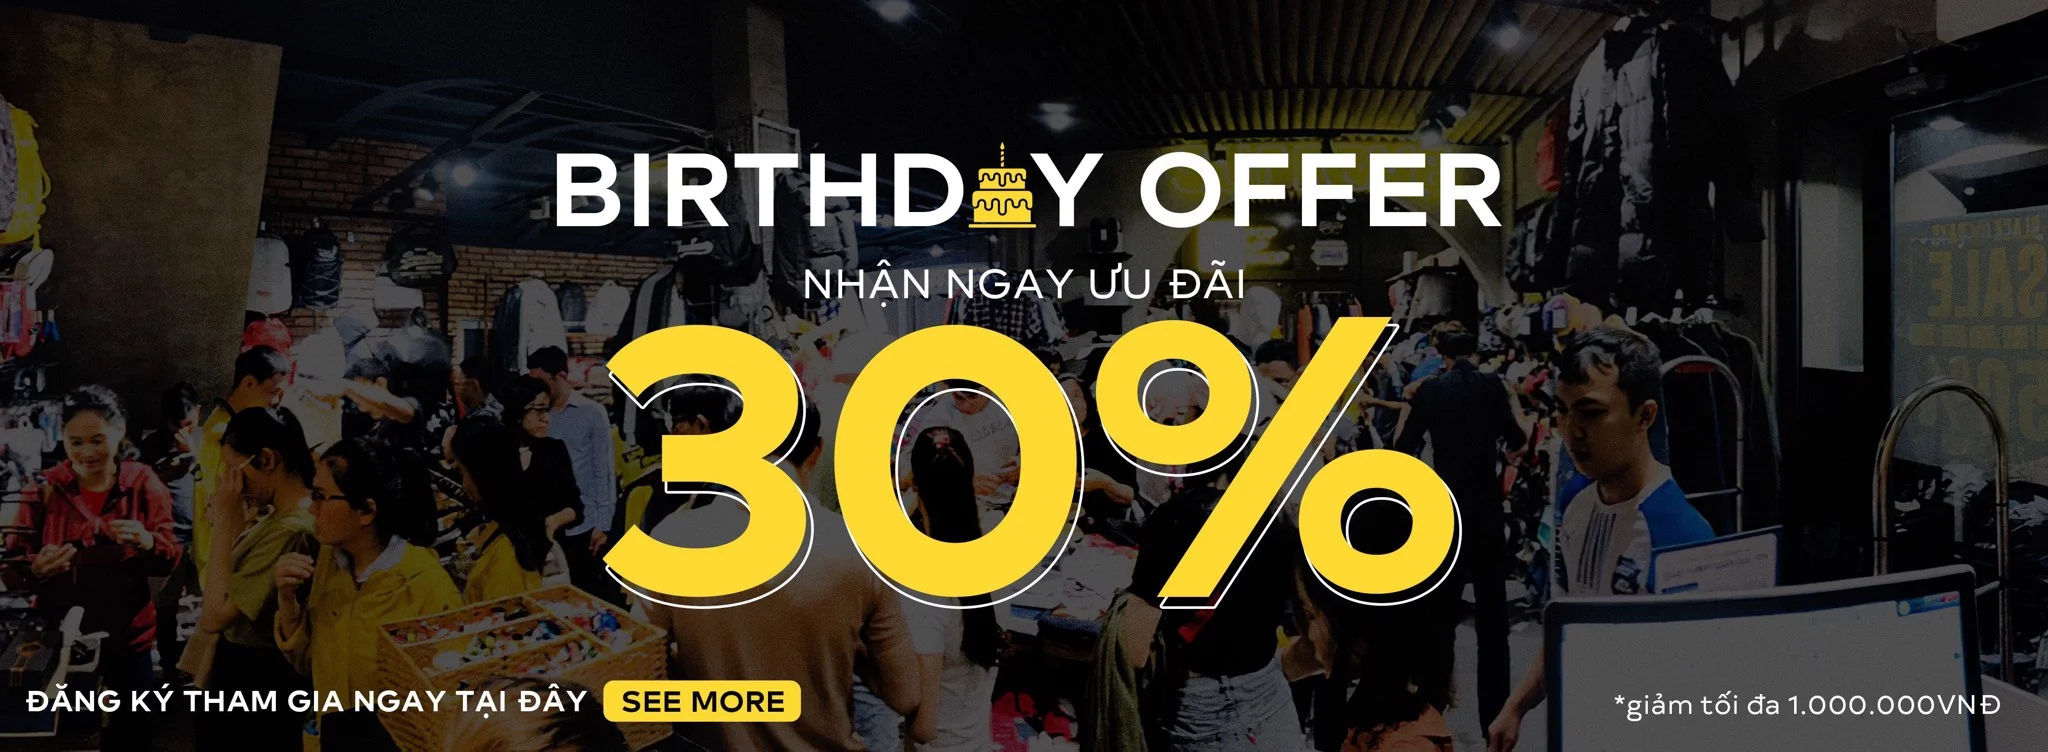 BIRTHDAY OFFER
NHẬN NGAY ƯU ĐÃI
30%
ĐĂNG KÝ THAM GIA NGAY TẠI ĐÂY SEE MORE
*giảm tối đa 1.000.000VNĐ
SALE